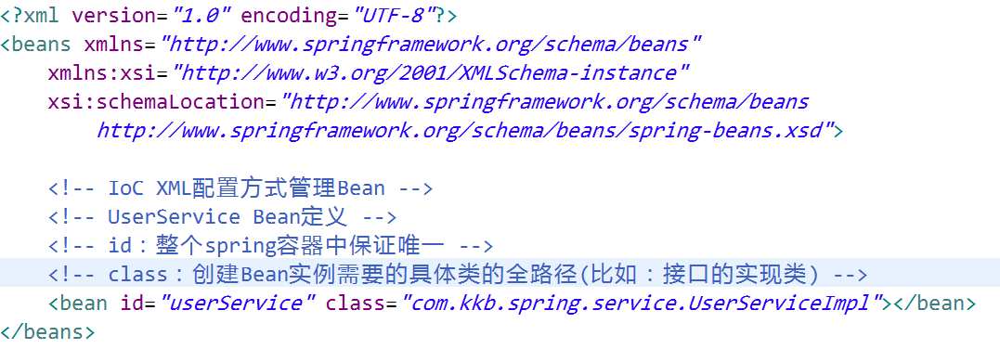 <?xml version="1.0" encoding="UTF-8"?>
<beans xmlns="http://www.springframework.org/schema/beans"
    xmlns:xsi="http://www.w3.org/2001/XMLSchema-instance"
    xsi:schemaLocation="http://www.springframework.org/schema/beans
        http://www.springframework.org/schema/beans/spring-beans.xsd">

    <!-- IoC XML配置方式管理Bean -->
    <!-- UserService Bean定义 -->
    <!-- id：整个spring容器中保证唯一 -->
    <!-- class：创建Bean实例需要的具体类的全路径(比如：接口的实现类) -->
    <bean id="userService" class="com.kkb.spring.service.UserServiceImpl"></bean>
</beans>